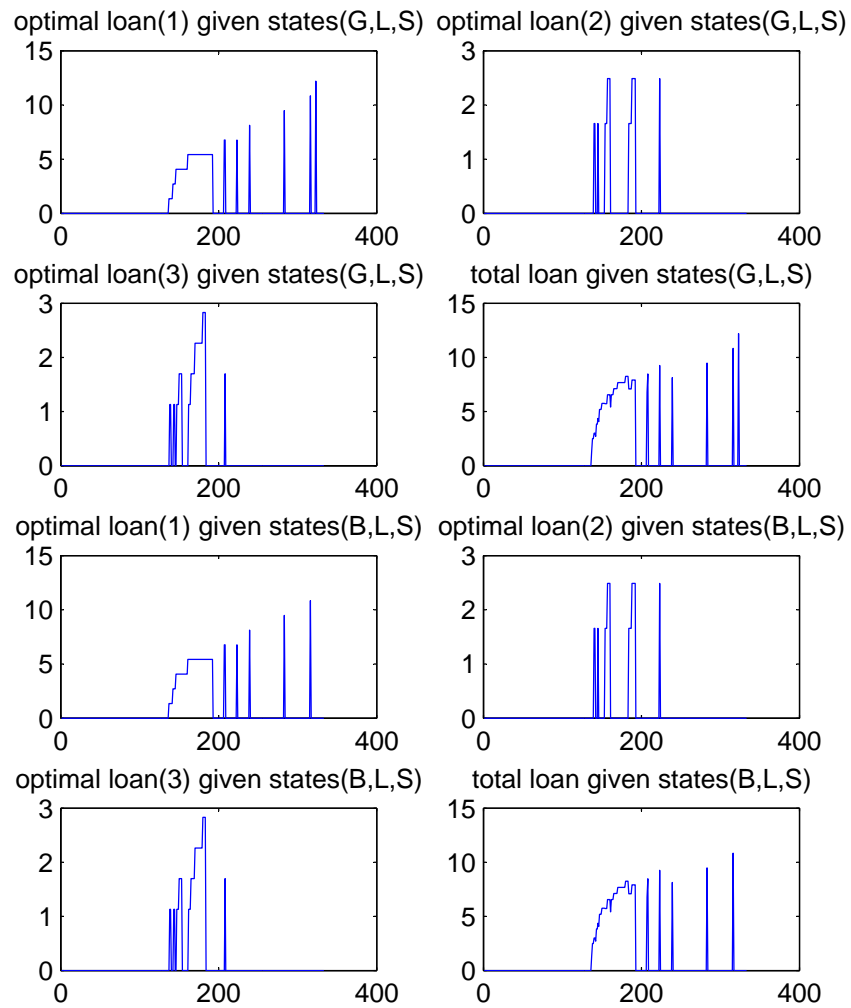 optimal loan(1) given states(G,L,S) optimal loan(2) given states(G,L,S)
15 3
10 2
5 1
0 0
0 200 400 0 200 400
optimal loan(3) given states(G,L,S) total loan given states(G,L,S)
3 15
2 10
1 5
0 0
0 200 400 0 200 400
optimal loan(1) given states(B,L,S) optimal loan(2) given states(B,L,S)
15 3
10 2
5 1
0 0
0 200 400 0 200 400
optimal loan(3) given states(B,L,S) total loan given states(B,L,S)
3 15
2 10
1 5
0 0
0 200 400 0 200 400